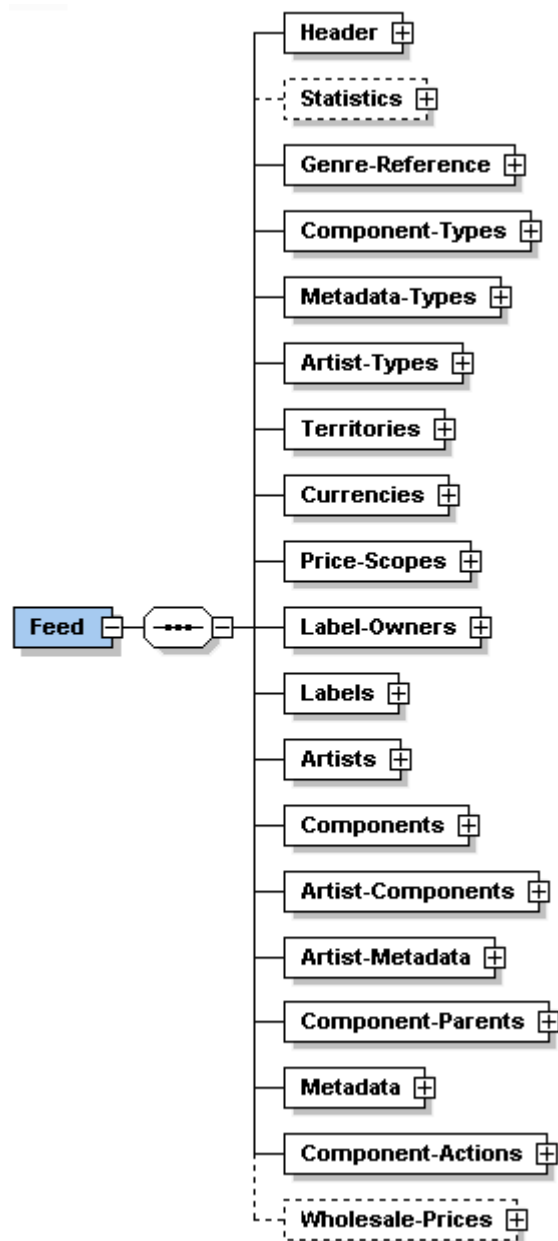 Header
Statistics
Genre-Reference
Component-Types
Metadata-Types
Artist-Types
Territories
Currencies
Price-Scopes
Feed
Label-Owners
Labels
Artists
Components
Artist-Components
Artist-Metadata
Component-Parents
Metadata
Component-Actions
Wholesale-Prices